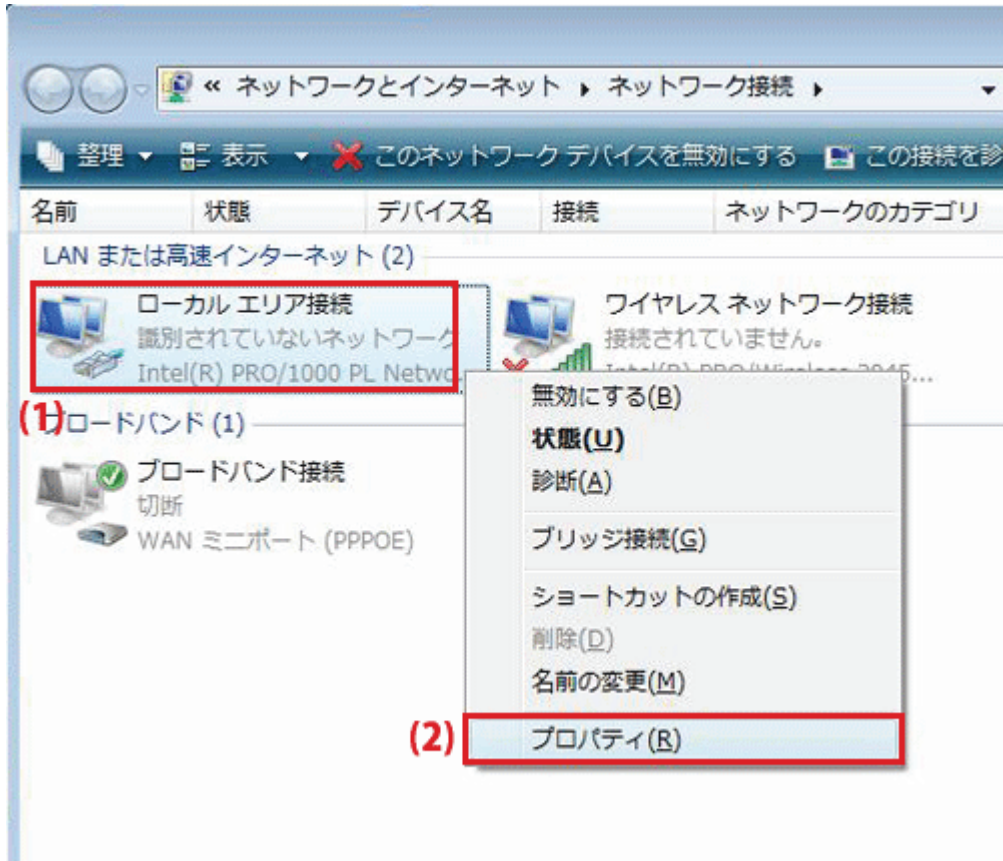 « ネットワークとインターネット ▸ ネットワーク接続 ▸
整理 表示 このネットワーク デバイスを無効にする この接続を診
名前 状態 デバイス名 接続 ネットワークのカテゴリ
LAN または高速インターネット (2)
ローカル エリア接続
識別されていないネットワーク
Intel(R) PRO/1000 PL Netwo...
ワイヤレス ネットワーク接続
接続されていません。
Intel(R) PRO/Wireless 3945...
(1)
ブロードバンド (1)
ブロードバンド接続
切断
WAN ミニポート (PPPOE)
無効にする(B)
状態(U)
診断(A)
ブリッジ接続(G)
ショートカットの作成(S)
削除(D)
名前の変更(M)
(2)
プロパティ(R)